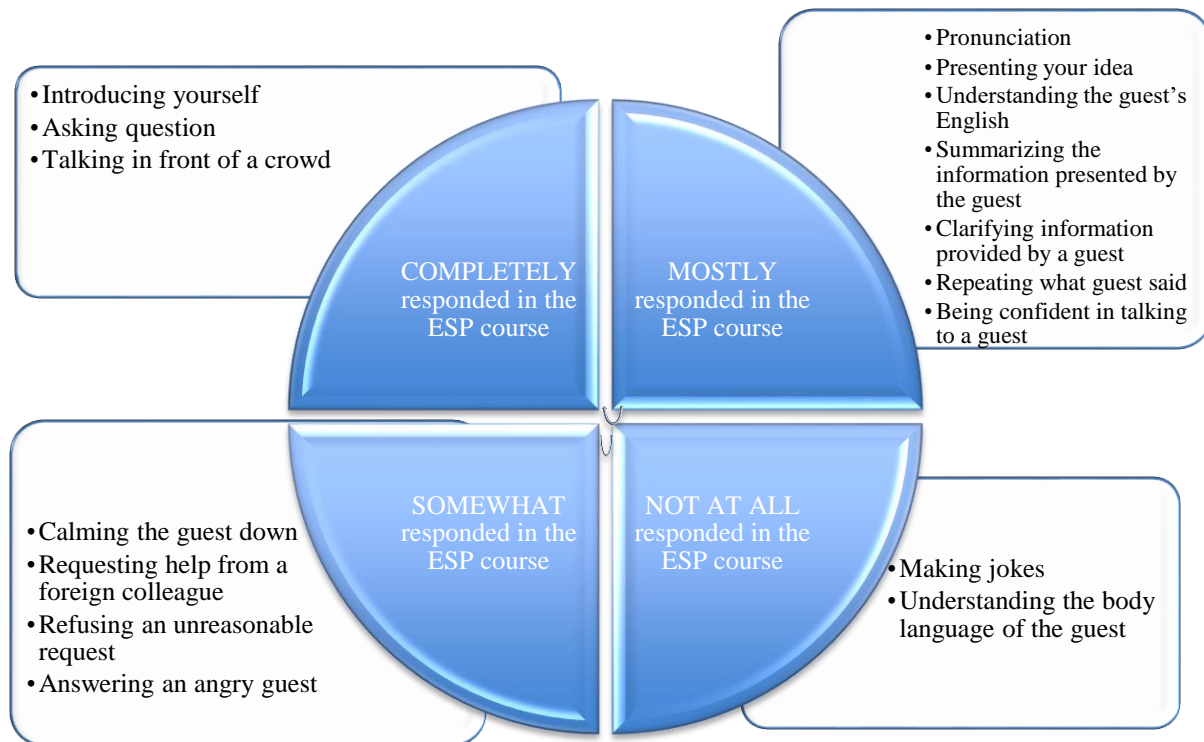 •Introducing yourself
•Asking question
•Talking in front of a crowd
COMPLETELY
responded in the
ESP course
•Pronunciation
•Presenting your idea
•Understanding the guest’s
English
•Summarizing the
information presented by
the guest
•Clarifying information
provided by a guest
•Repeating what guest said
•Being confident in talking
to a guest
MOSTLY
responded in the
ESP course
•Calming the guest down
•Requesting help from a
foreign colleague
•Refusing an unreasonable
request
•Answering an angry guest
SOMEWHAT
responded in the
ESP course
NOT AT ALL
responded in the
ESP course
•Making jokes
•Understanding the body
language of the guest